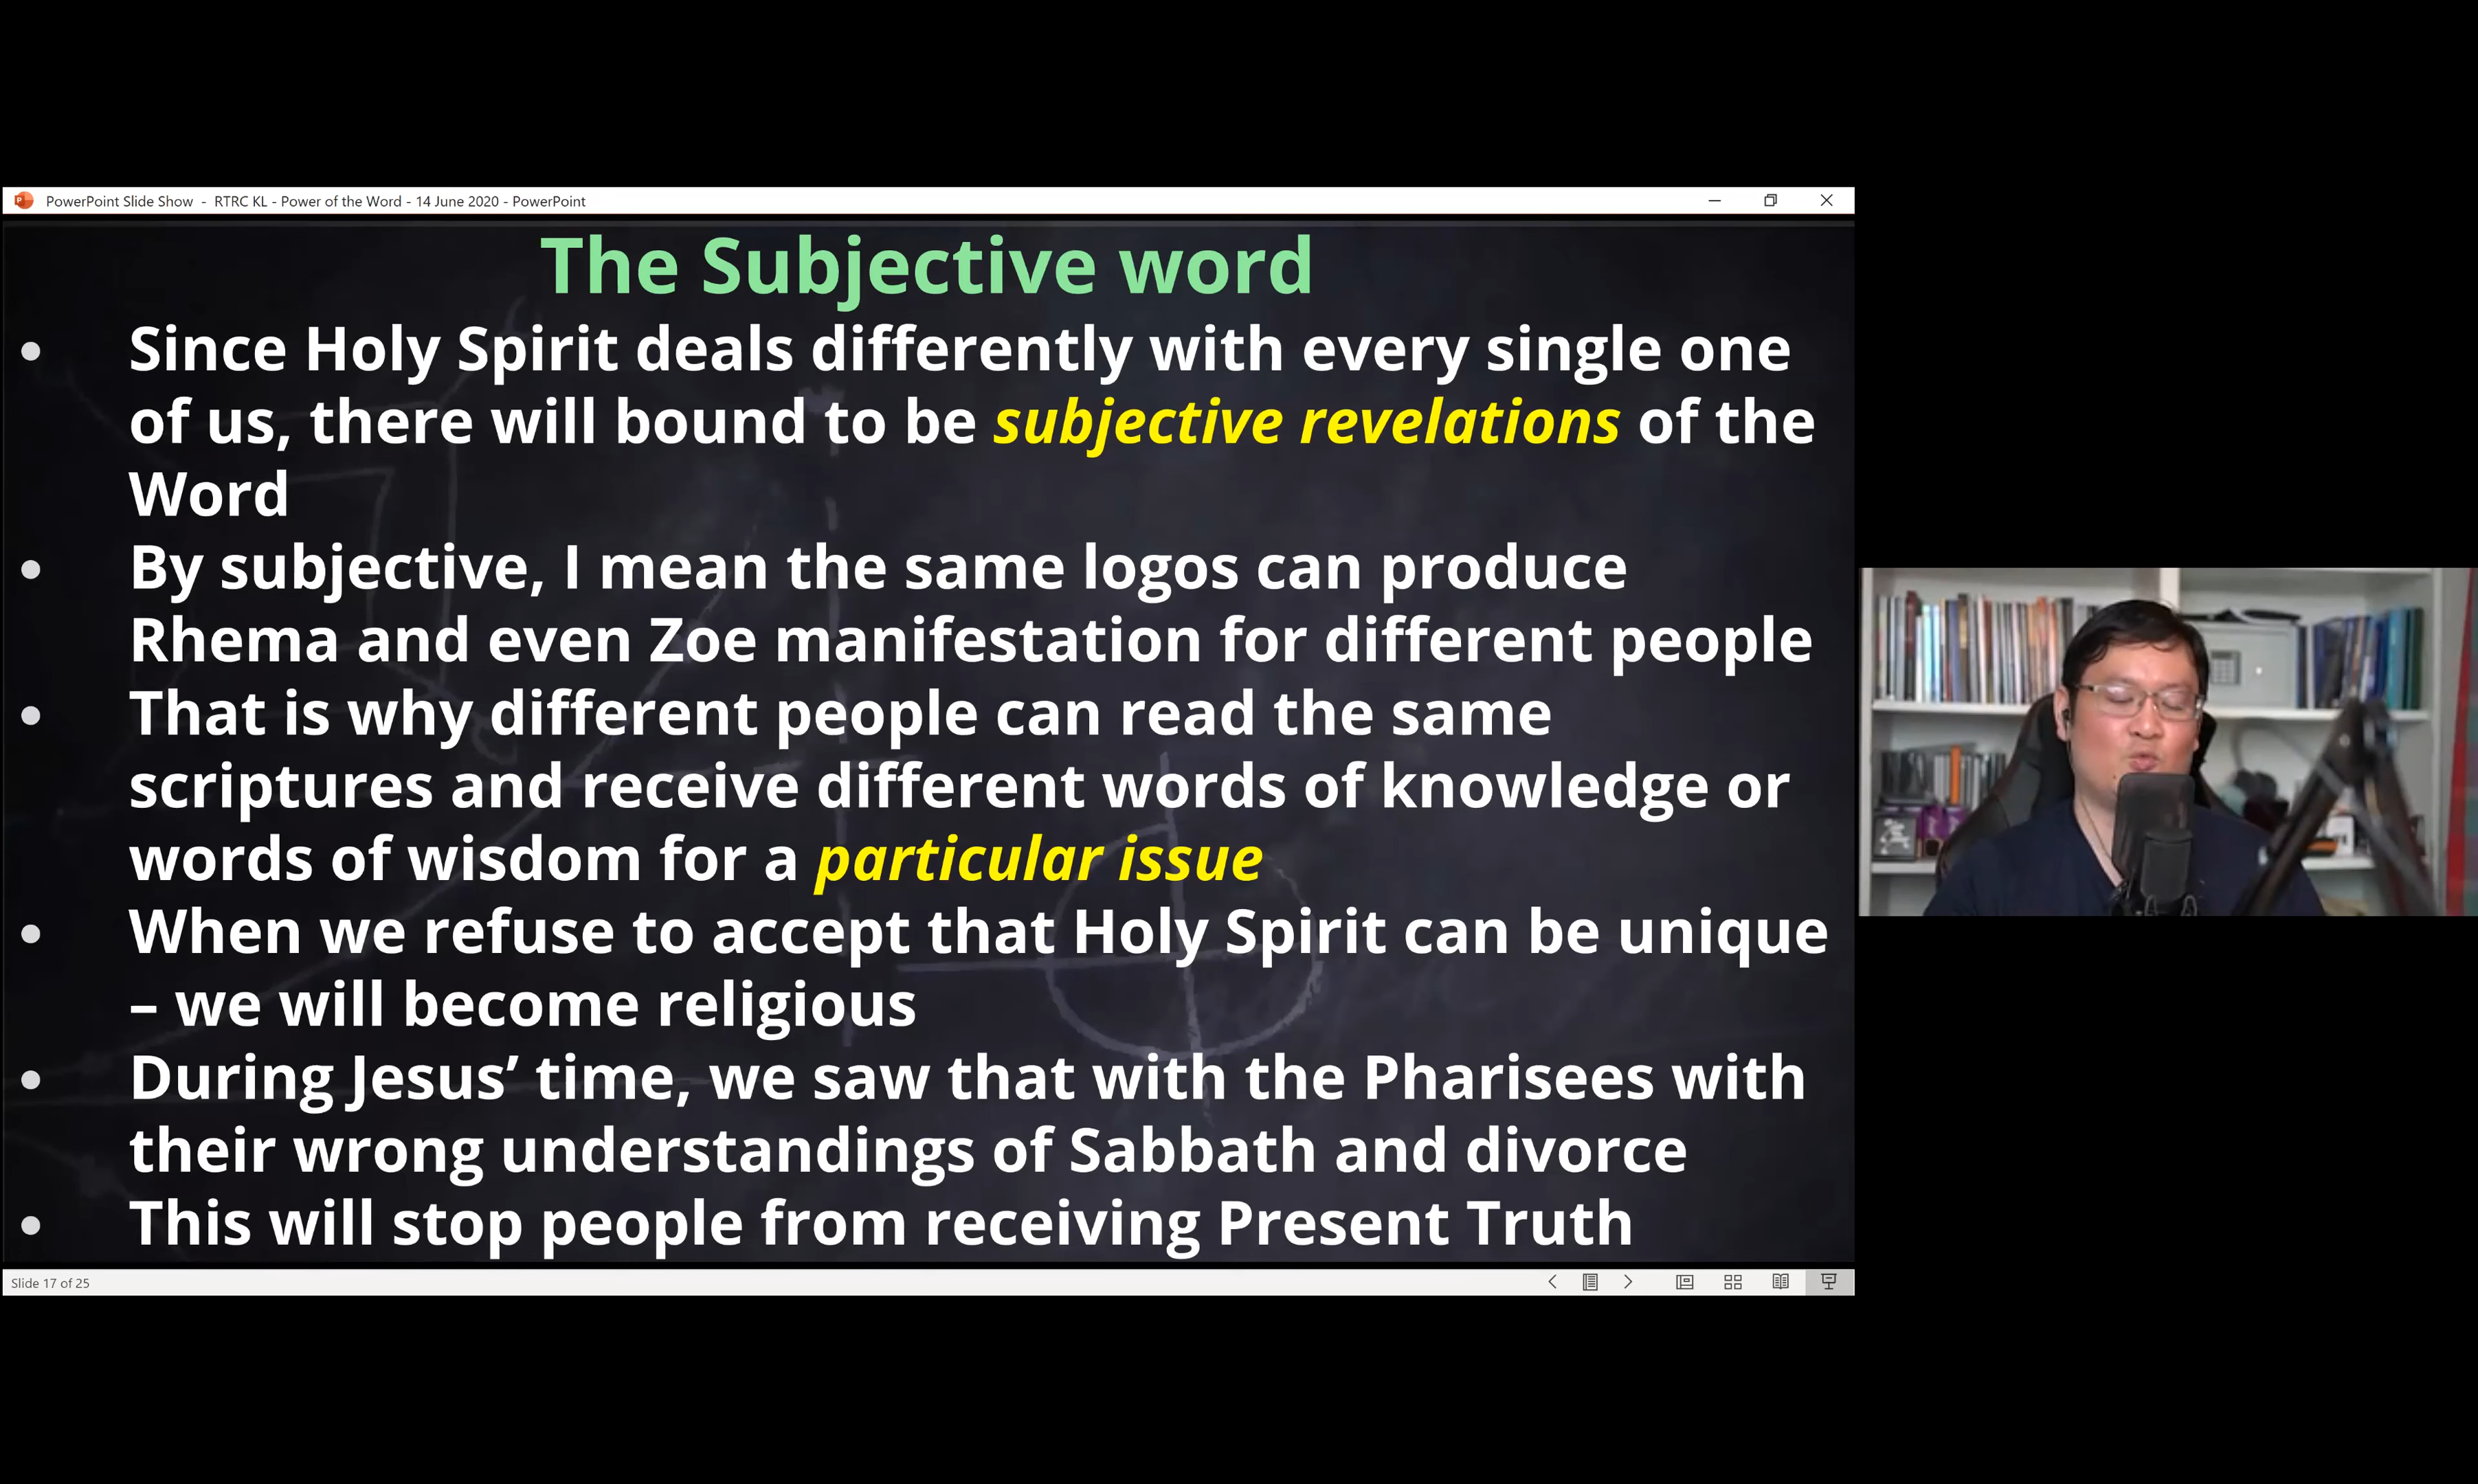 PowerPoint Slide Show - RTRC KL - Power of the Word - 14 June 2020 - PowerPoint
The Subjective word
• Since Holy Spirit deals differently with every single one
of us, there will bound to be subjective revelations of the
Word
• By subjective, I mean the same logos can produce
Rhema and even Zoe manifestation for different people
• That is why different people can read the same
scriptures and receive different words of knowledge or
words of wisdom for a particular issue
• When we refuse to accept that Holy Spirit can be unique
– we will become religious
• During Jesus’ time, we saw that with the Pharisees with
their wrong understandings of Sabbath and divorce
• This will stop people from receiving Present Truth
Slide 17 of 25